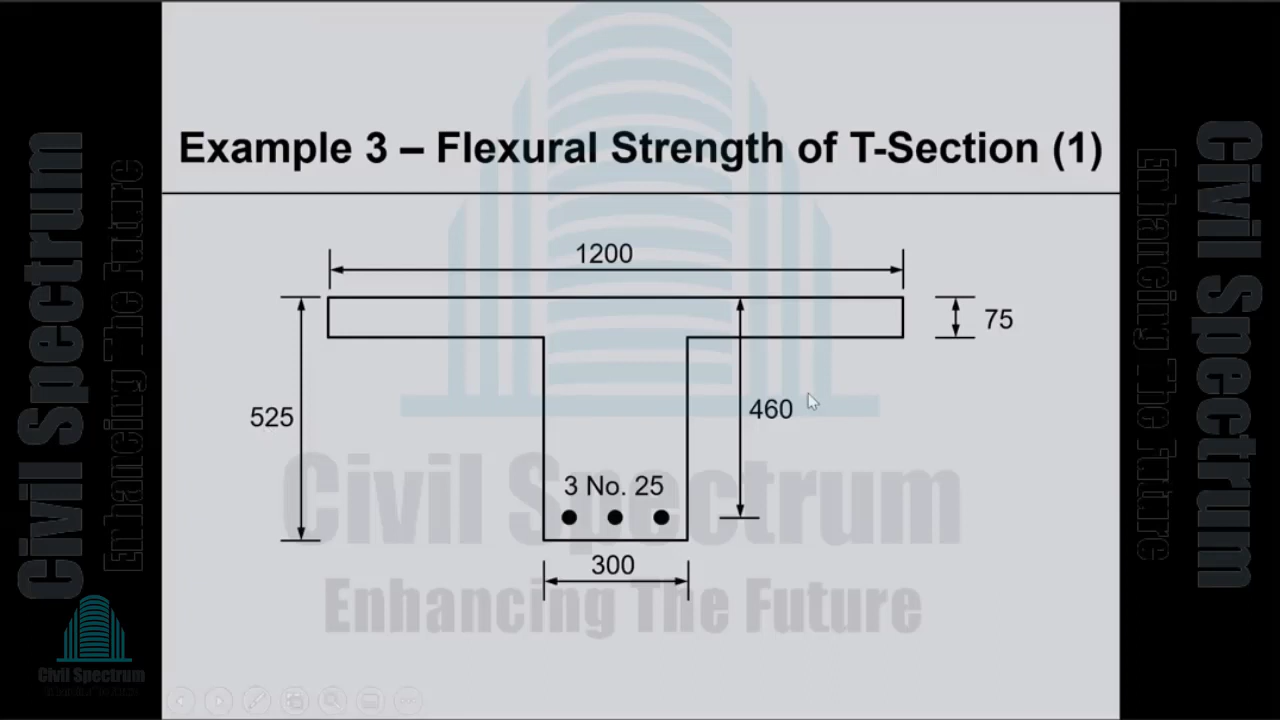 Example 3 – Flexural Strength of T-Section (1)
1200
75
525
460
3 No. 25
300
Civil Spectrum
Enhancing The Future
Civil Spectrum
Enhancing The Future
Civil Spectrum
Enhancing The Future
Civil Spectrum